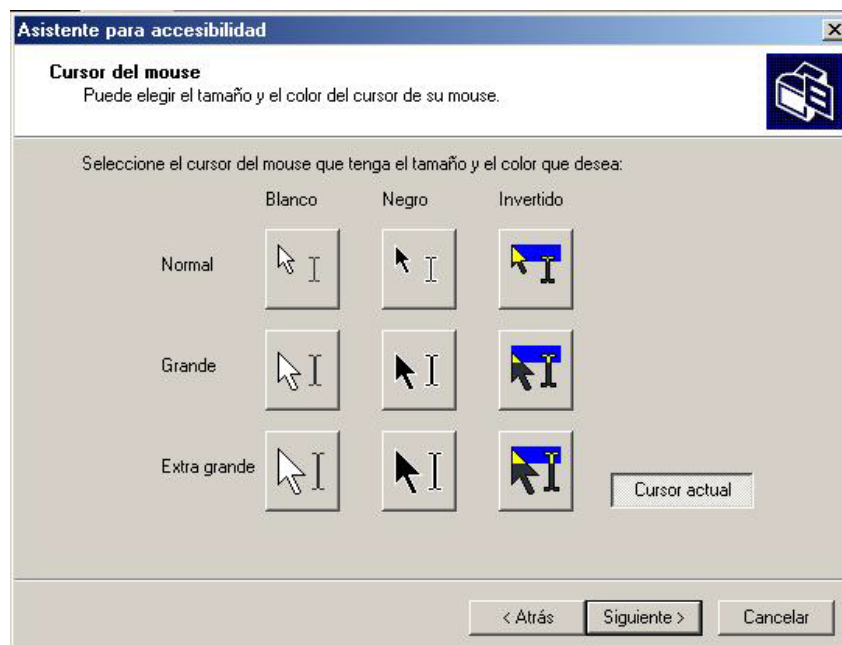 Asistente para accesibilidad
Cursor del mouse
Puede elegir el tamaño y el color del cursor de su mouse.
Seleccione el cursor del mouse que tenga el tamaño y el color que desea:
Blanco Negro Invertido
Normal
Grande
Extra grande
Cursor actual
< Atrás Siguiente > Cancelar